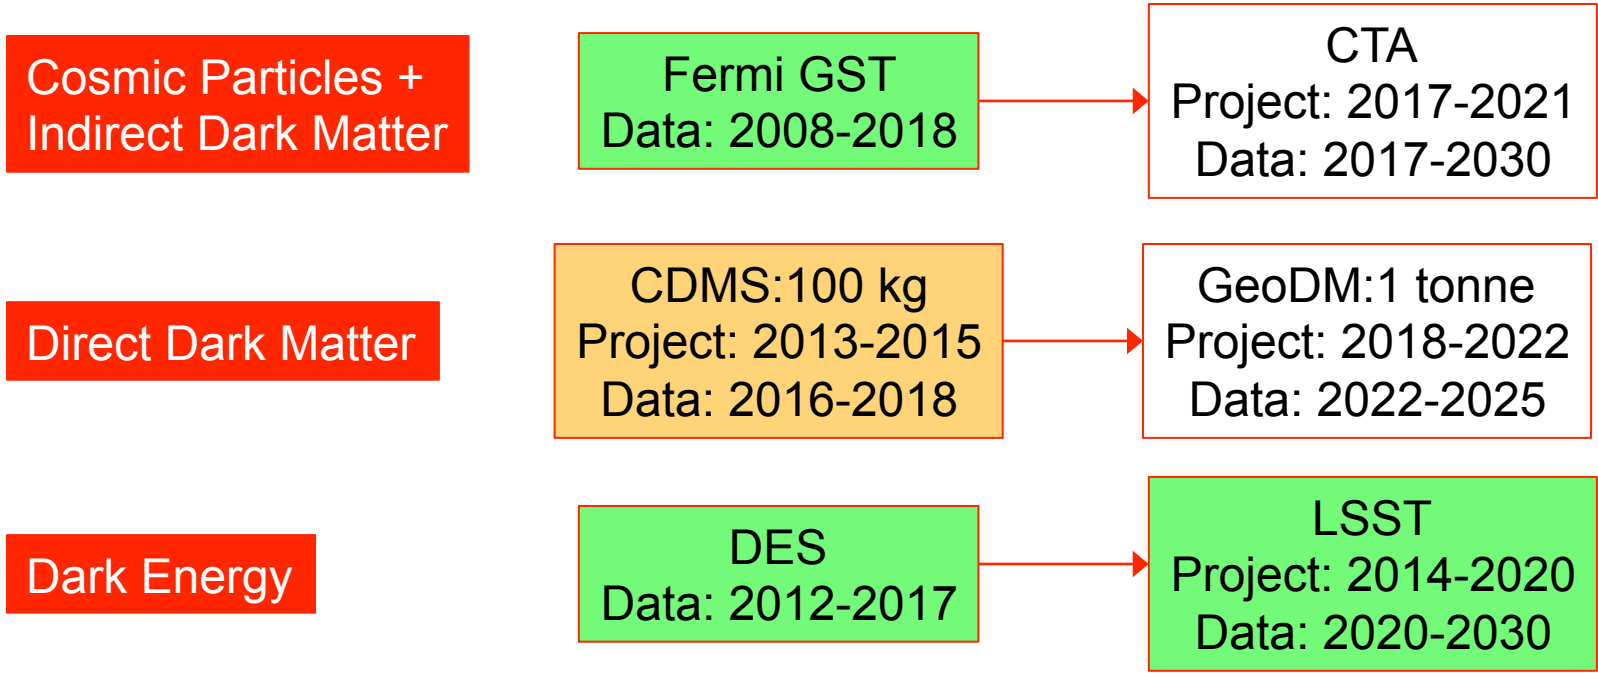 Cosmic Particles +
Indirect Dark Matter
Fermi GST
Data: 2008-2018
CTA
Project: 2017-2021
Data: 2017-2030
Direct Dark Matter
CDMS:100 kg
Project: 2013-2015
Data: 2016-2018
GeoDM:1 tonne
Project: 2018-2022
Data: 2022-2025
Dark Energy
DES
Data: 2012-2017
LSST
Project: 2014-2020
Data: 2020-2030